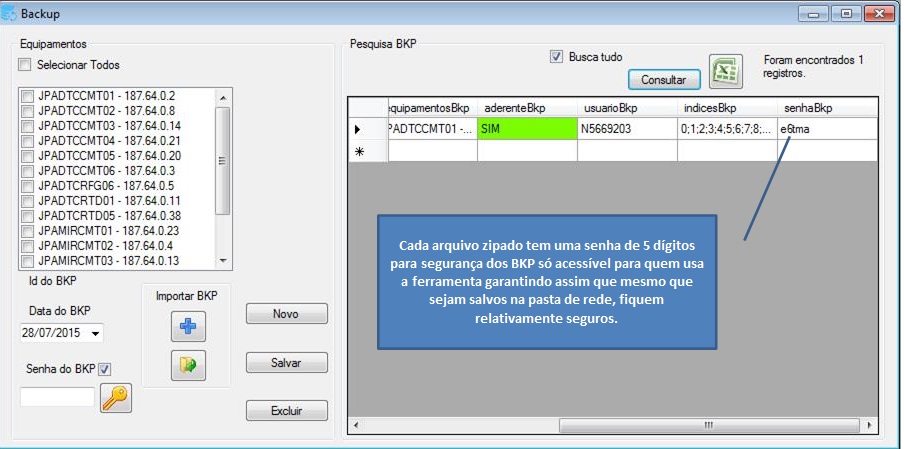 Backup
Equipamentos
Selecionar Todos
JPADTCCMT01 - 187.64.0.2
JPADTCCMT02 - 187.64.0.8
JPADTCCMT03 - 187.64.0.14
JPADTCCMT04 - 187.64.0.21
JPADTCCMT05 - 187.64.0.20
JPADTCCMT06 - 187.64.0.3
JPADTCRFG06 - 187.64.0.5
JPADTCRTD01 - 187.64.0.11
JPADTCRTD05 - 187.64.0.38
JPAMIRCMT01 - 187.64.0.23
JPAMIRCMT02 - 187.64.0.4
JPAMIRCMT03 - 187.64.0.13
Id do BKP
Data do BKP
28/07/2015
Senha do BKP
Importar BKP
Novo
Salvar
Excluir
Pesquisa BKP
Busca tudo
Consultar
Foram encontrados 1
registros.
equipamentosBkp aderenteBkp usuarioBkp indicesBkp senhaBkp
PADTCCMT01 -... SIM N5669203 0;1;2;3;4;5;6;7;8;... e6tma
Cada arquivo zipado tem uma senha de 5 dígitos
para segurança dos BKP só acessível para quem usa
a ferramenta garantindo assim que mesmo que
sejam salvos na pasta de rede, fiquem
relativamente seguros.